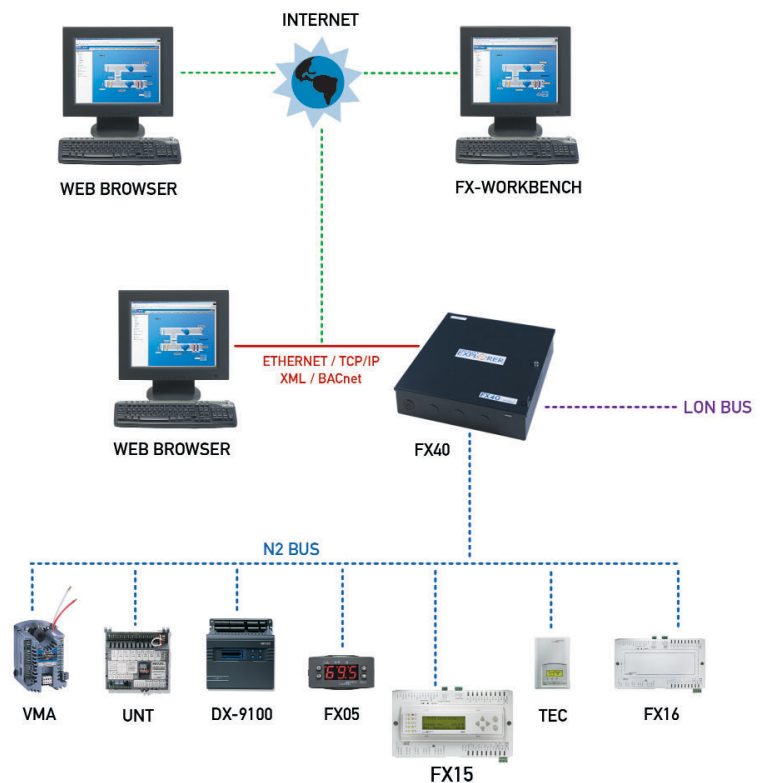 INTERNET
WEB BROWSER
FX-WORKBENCH
ETHERNET / TCP/IP
XML / BACnet
EXPLORER
FX40
LON BUS
WEB BROWSER
FX40
N2 BUS
69.5
VMA
UNT
DX-9100
FX05
TEC
FX16
FX15